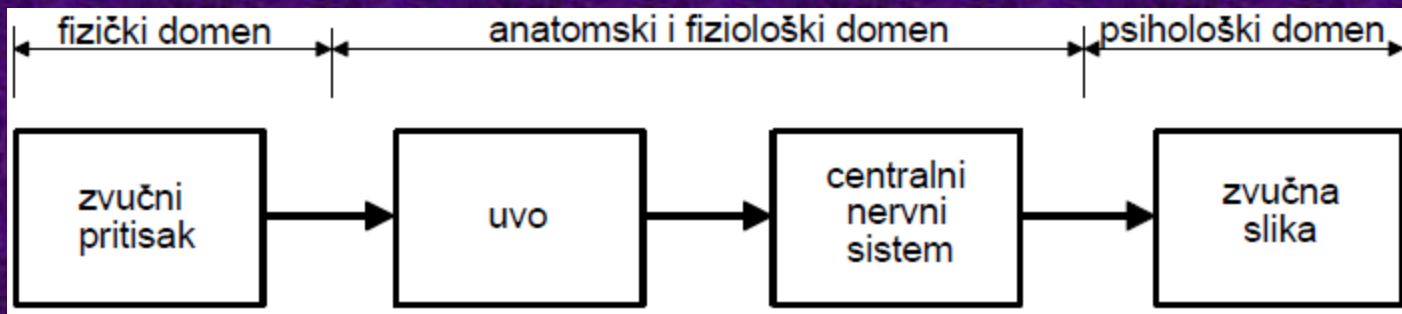 fizički domen
anatomski i fiziološki domen
psihološki domen
zvučni
pritisak
uvo
centralni
nervni
sistem
zvučna
slika